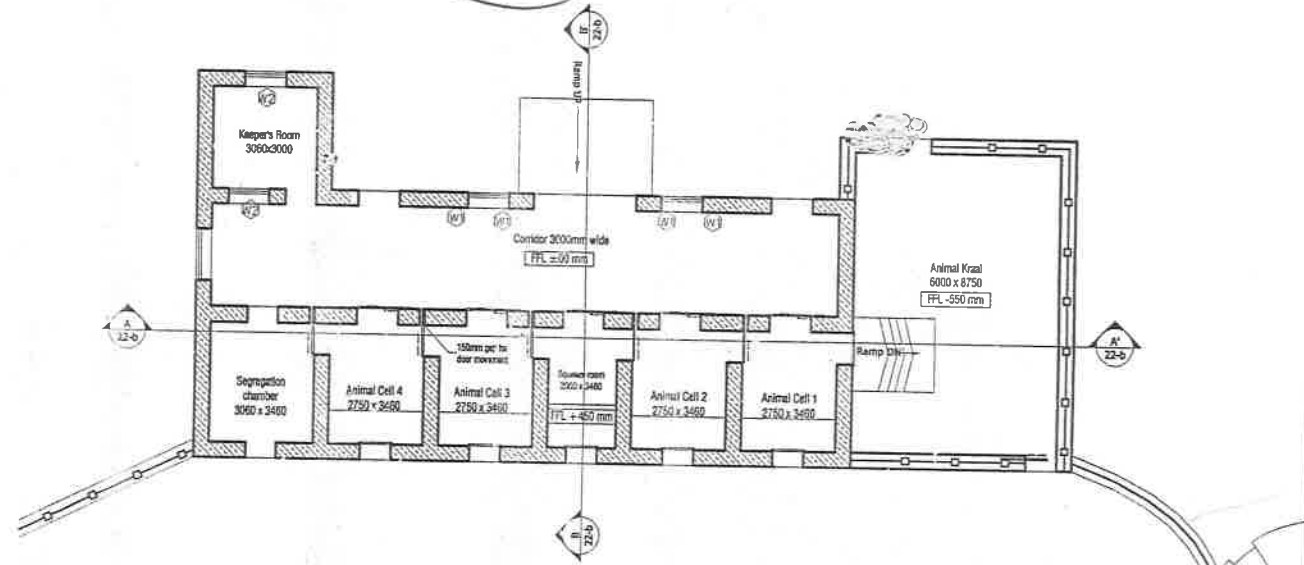 B'
22-b
Ramp UP
W2
Keeper's Room
3060x3000
W2
W1
W1
W1
W1
Corridor 3000mm wide
FFL ±00 mm
Animal Kraal
6000 x 8750
FFL -550 mm
A
22-b
A'
22-b
150mm gap for
door movement
Ramp DN
Segregation
chamber
3060 x 3460
Animal Cell 4
2750 x 3460
Animal Cell 3
2750 x 3460
Squeeze room
2000 x 3460
FFL +450 mm
Animal Cell 2
2750 x 3460
Animal Cell 1
2750 x 3460
B
22-b